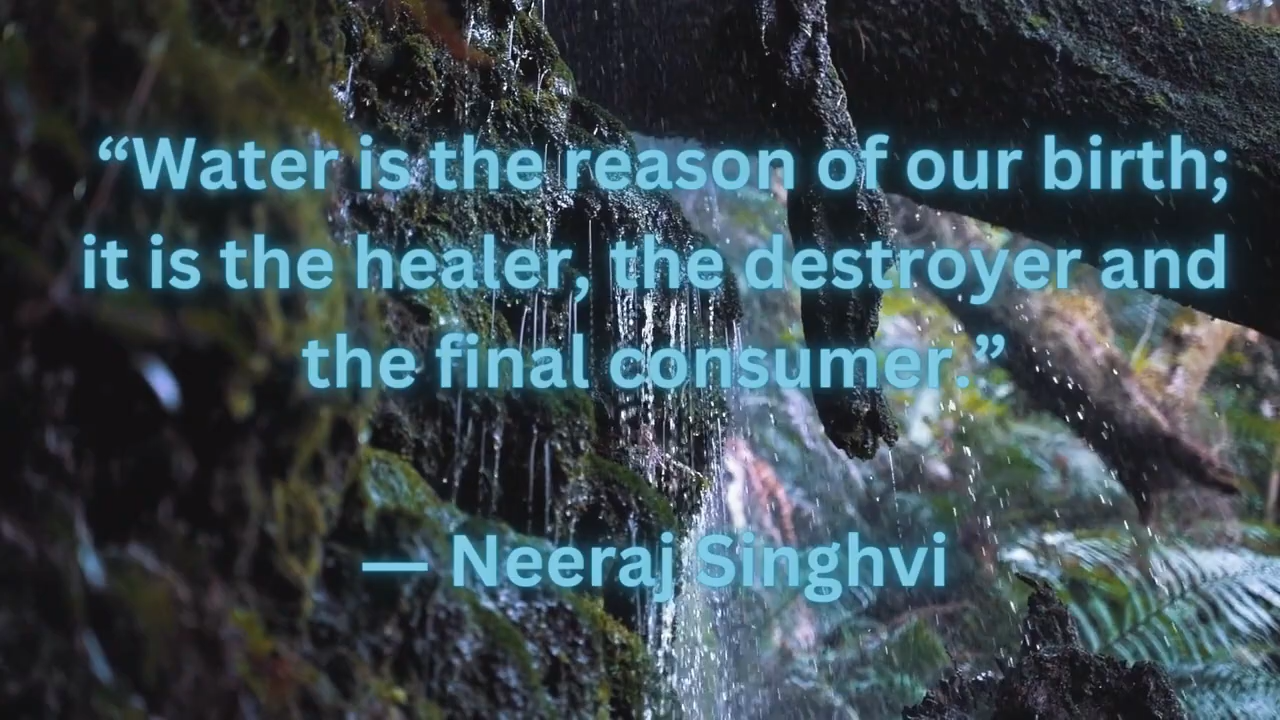 “Water is the reason of our birth;
it is the healer, the destroyer and
the final consumer.”
— Neeraj Singhvi